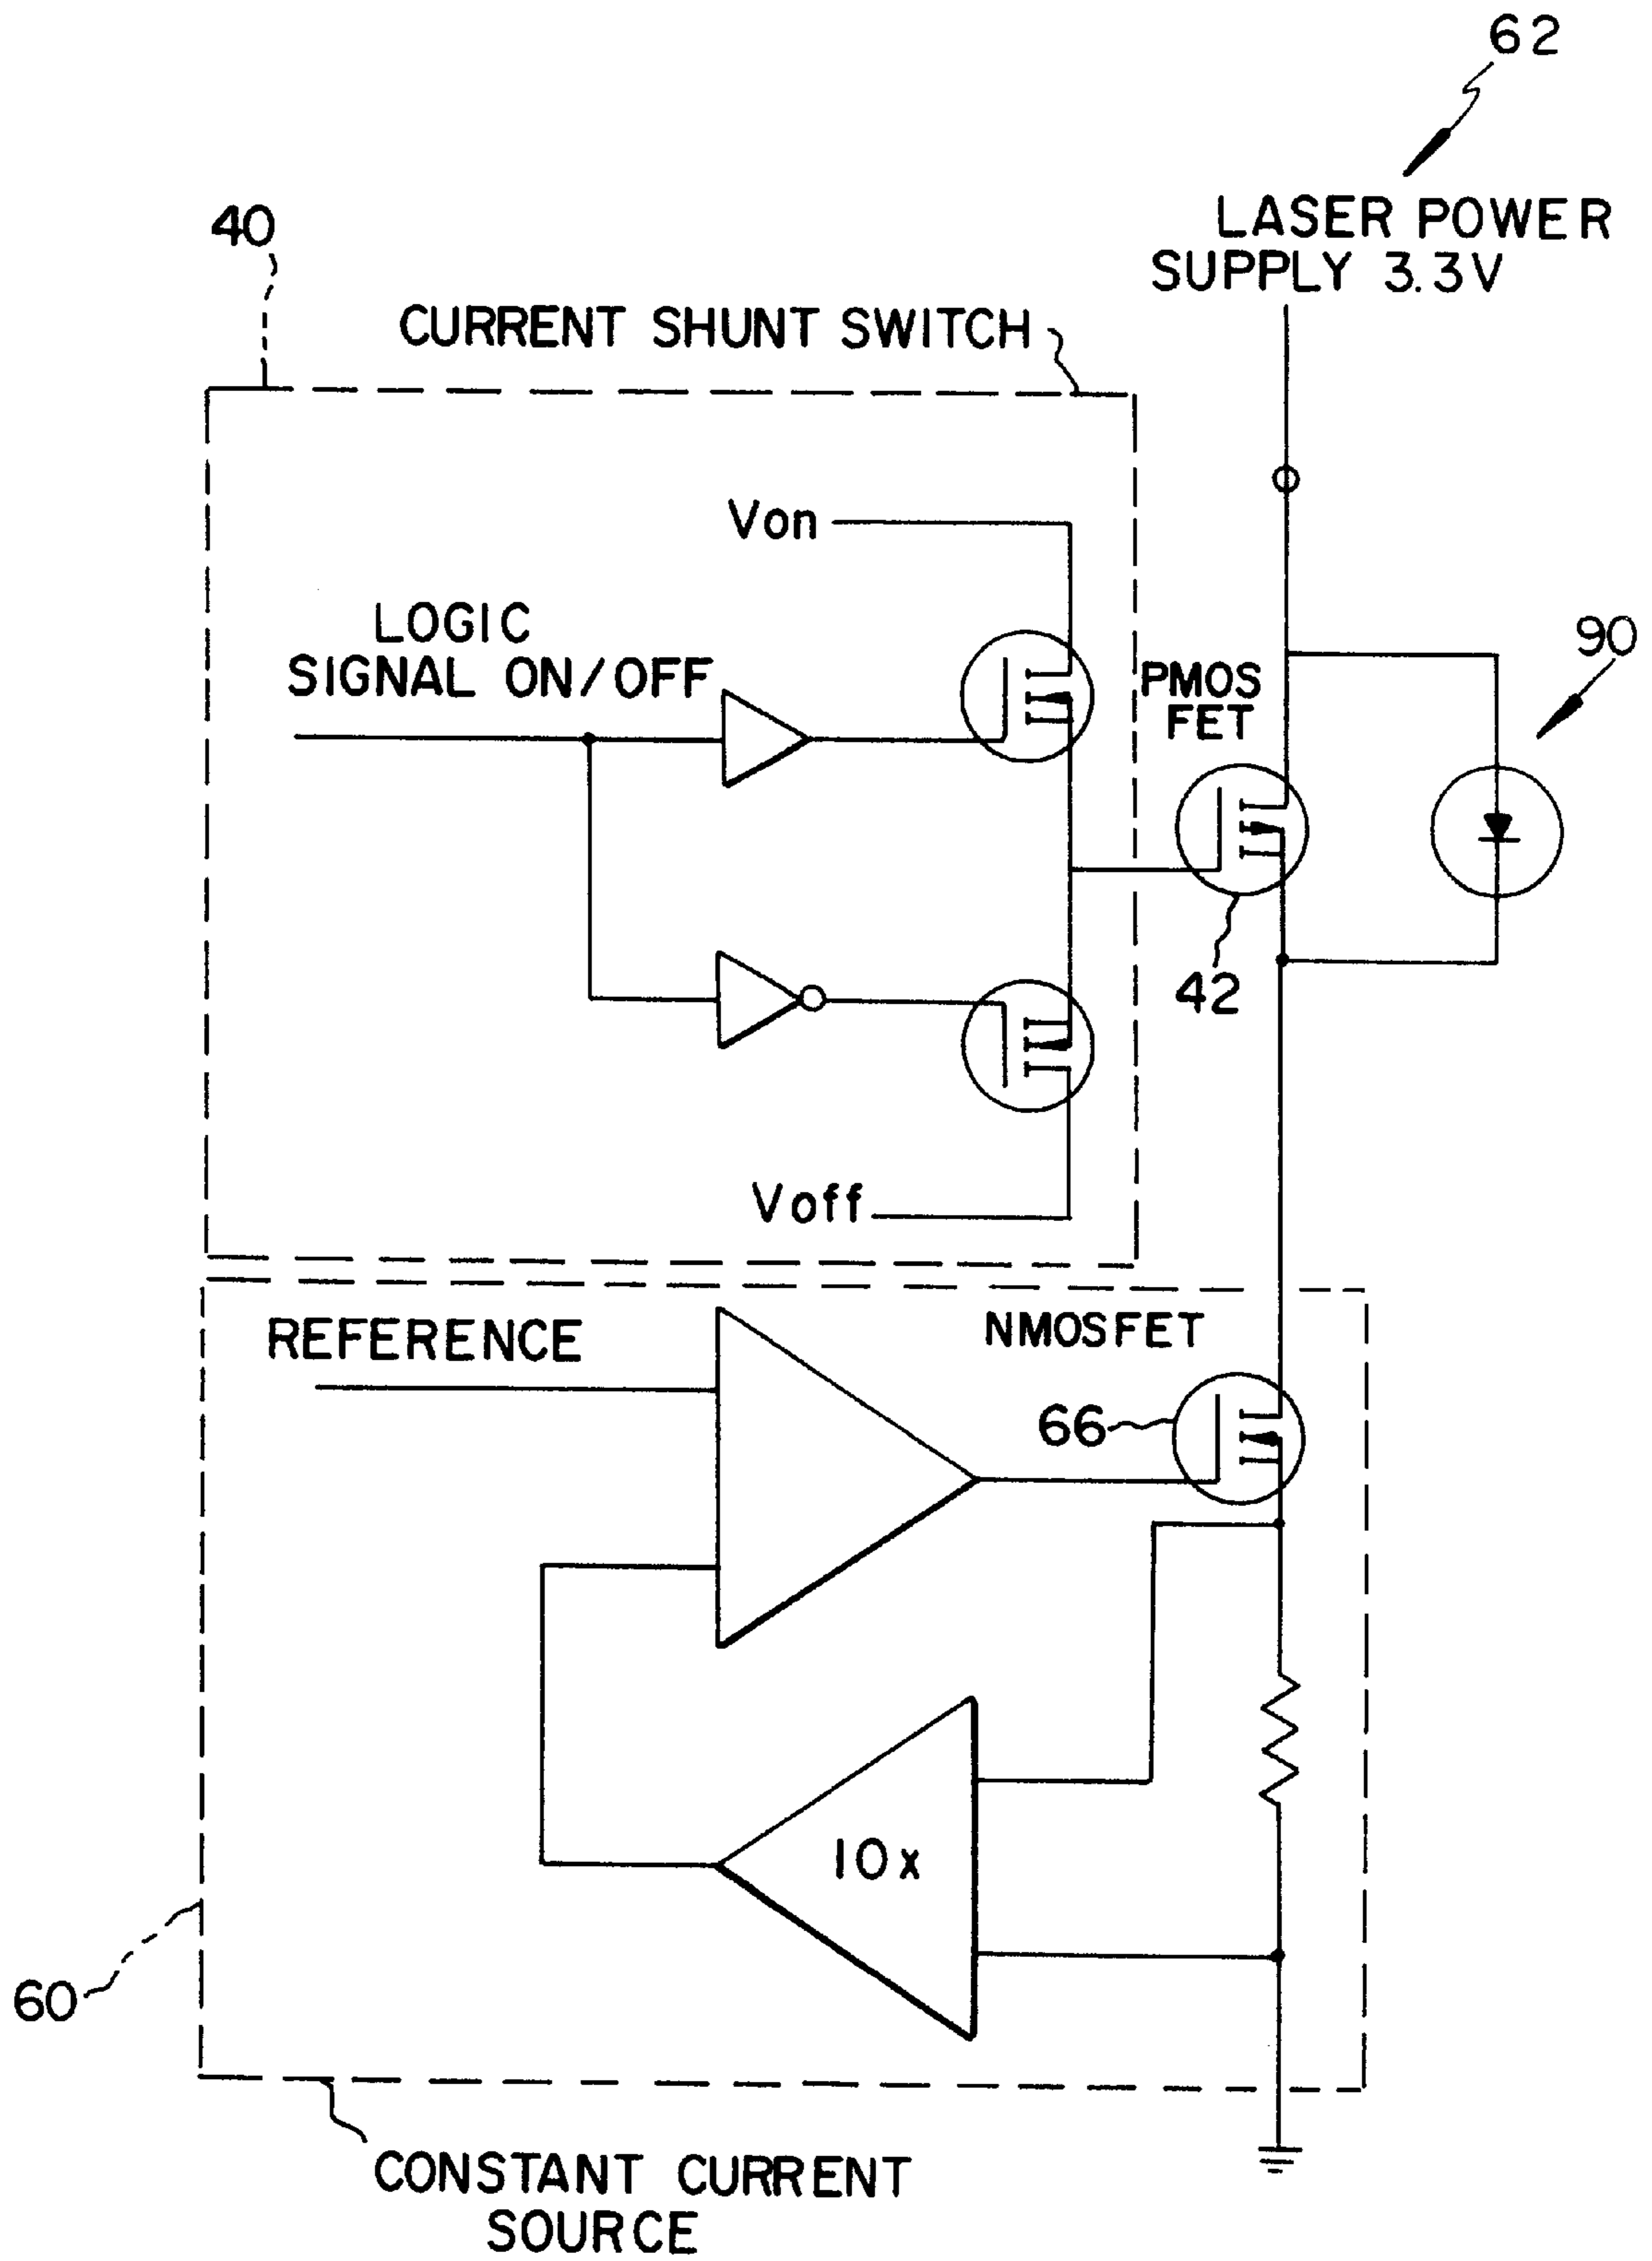 62
LASER POWER
SUPPLY 3.3V
40
CURRENT SHUNT SWITCH
Von
LOGIC
SIGNAL ON/OFF
PMOS
FET
90
42
Voff
REFERENCE
NMOSFET
66
10x
60
CONSTANT CURRENT
SOURCE